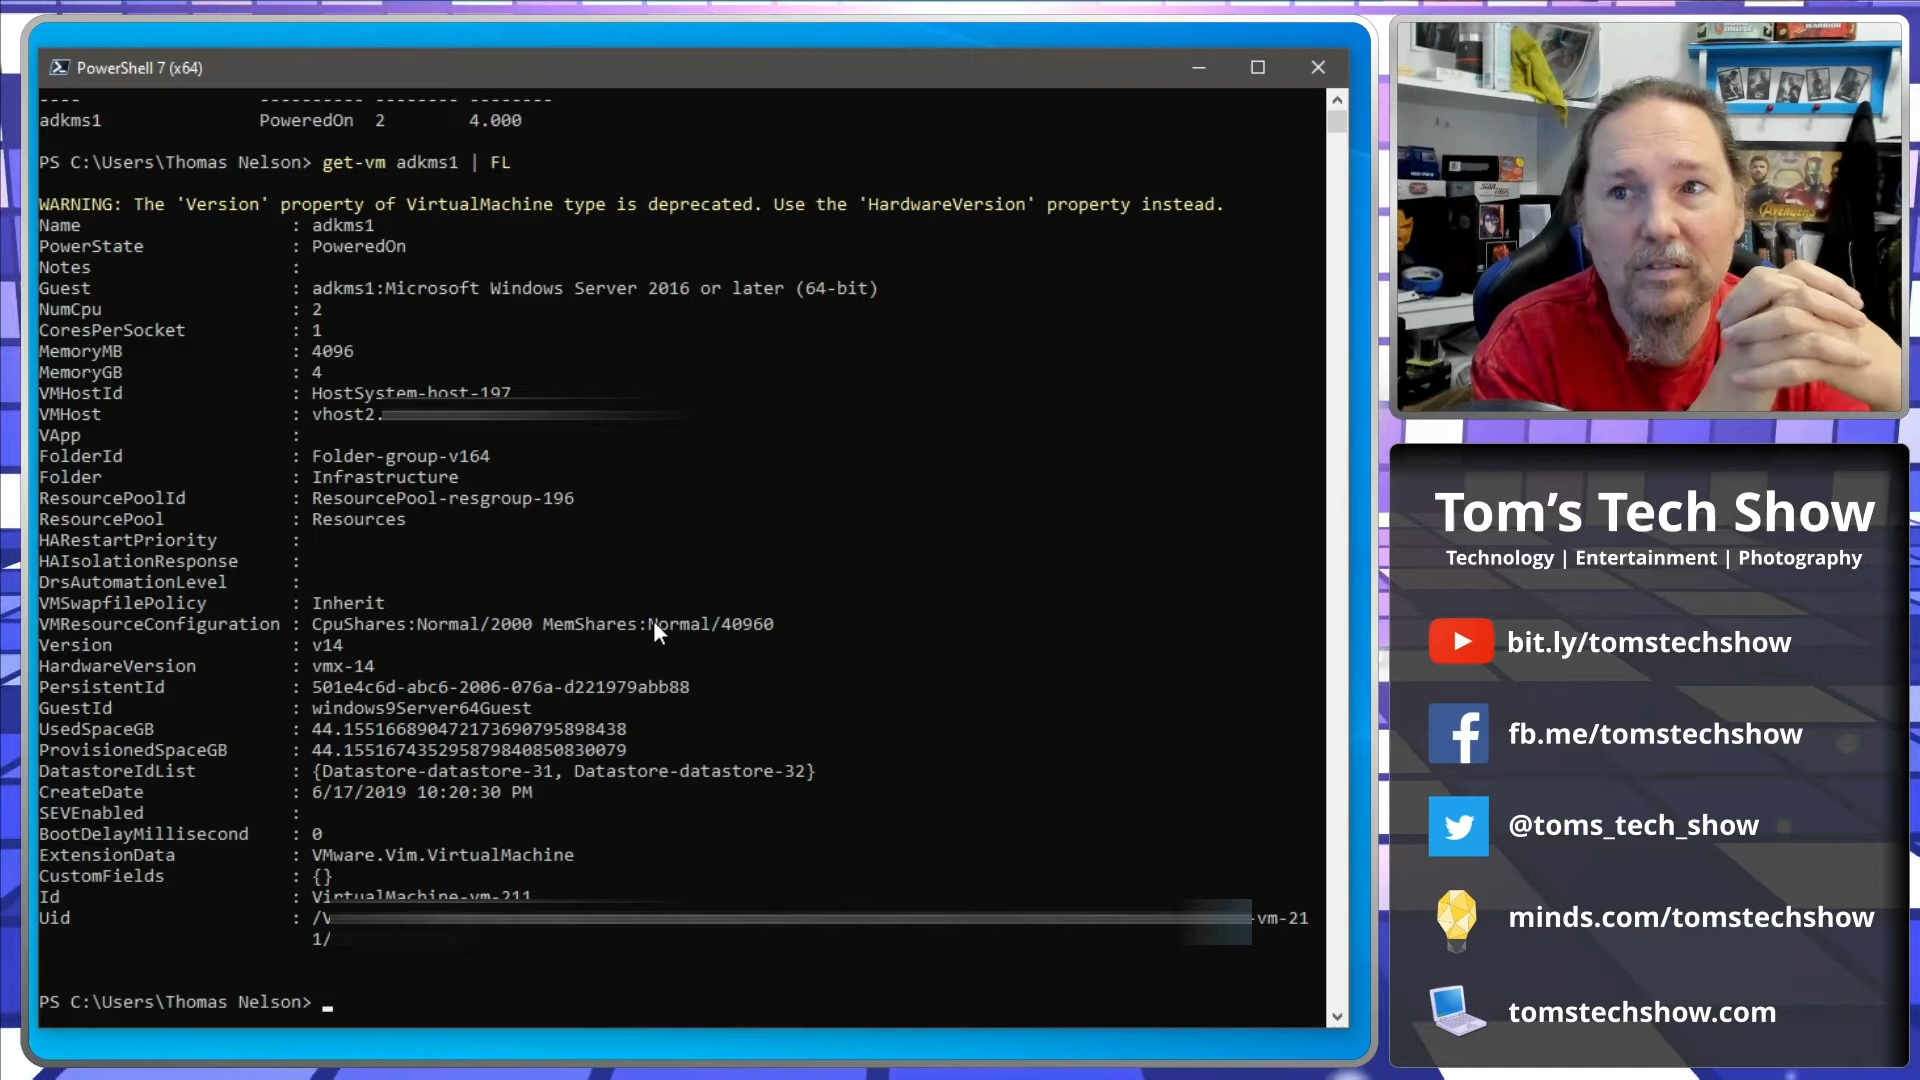 PowerShell 7 (x64)
---- ---------- -------- --------
adkms1 PoweredOn 2 4.000
PS C:\Users\Thomas Nelson> get-vm adkms1 | FL
WARNING: The 'Version' property of VirtualMachine type is deprecated. Use the 'HardwareVersion' property instead.
Name : adkms1
PowerState : PoweredOn
Notes :
Guest : adkms1:Microsoft Windows Server 2016 or later (64-bit)
NumCpu : 2
CoresPerSocket : 1
MemoryMB : 4096
MemoryGB : 4
VMHostId : HostSystem-host-197
VMHost : vhost2.
VApp :
FolderId : Folder-group-v164
Folder : Infrastructure
ResourcePoolId : ResourcePool-resgroup-196
ResourcePool : Resources
HARestartPriority :
HAIsolationResponse :
DrsAutomationLevel :
VMSwapfilePolicy : Inherit
VMResourceConfiguration : CpuShares:Normal/2000 MemShares:Normal/40960
Version : v14
HardwareVersion : vmx-14
PersistentId : 501e4c6d-abc6-2006-076a-d221979abb88
GuestId : windows9Server64Guest
UsedSpaceGB : 44.155166890472173690795898438
ProvisionedSpaceGB : 44.155167435295879840850830079
DatastoreIdList : {Datastore-datastore-31, Datastore-datastore-32}
CreateDate : 6/17/2019 10:20:30 PM
SEVEnabled :
BootDelayMillisecond : 0
ExtensionData : VMware.Vim.VirtualMachine
CustomFields : {}
Id : VirtualMachine-vm-211
Uid : /V -vm-21
1/
PS C:\Users\Thomas Nelson>
AVENGERS
Tom's Tech Show
Technology | Entertainment | Photography
bit.ly/tomstechshow
fb.me/tomstechshow
@toms_tech_show
minds.com/tomstechshow
tomstechshow.com